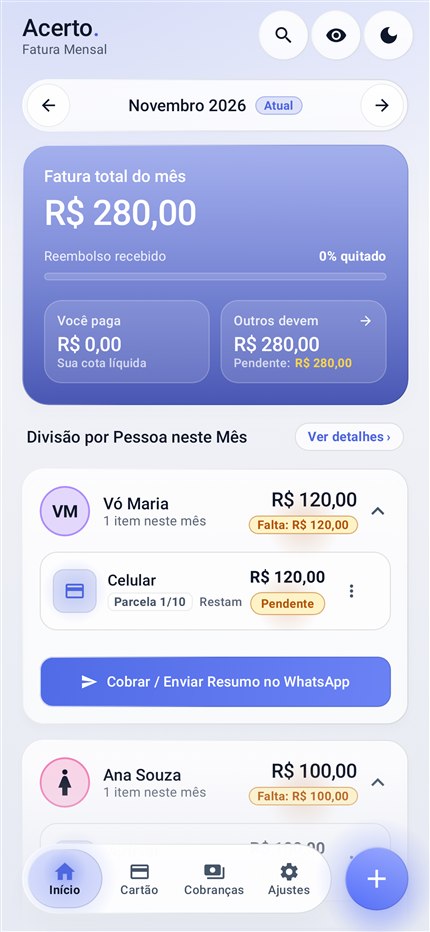 Acerto.
Fatura Mensal
Novembro 2026 Atual
Fatura total do mês
R$ 280,00
Reembolso recebido 0% quitado
Você paga
R$ 0,00
Sua cota líquida
Outros devem
R$ 280,00
Pendente: R$ 280,00
Divisão por Pessoa neste Mês Ver detalhes ›
VM
Vó Maria
1 item neste mês
R$ 120,00
Falta: R$ 120,00
Celular
Parcela 1/10 Restam
R$ 120,00
Pendente
Cobrar / Enviar Resumo no WhatsApp
Ana Souza
1 item neste mês
R$ 100,00
Falta: R$ 100,00
Início Cartão Cobranças Ajustes